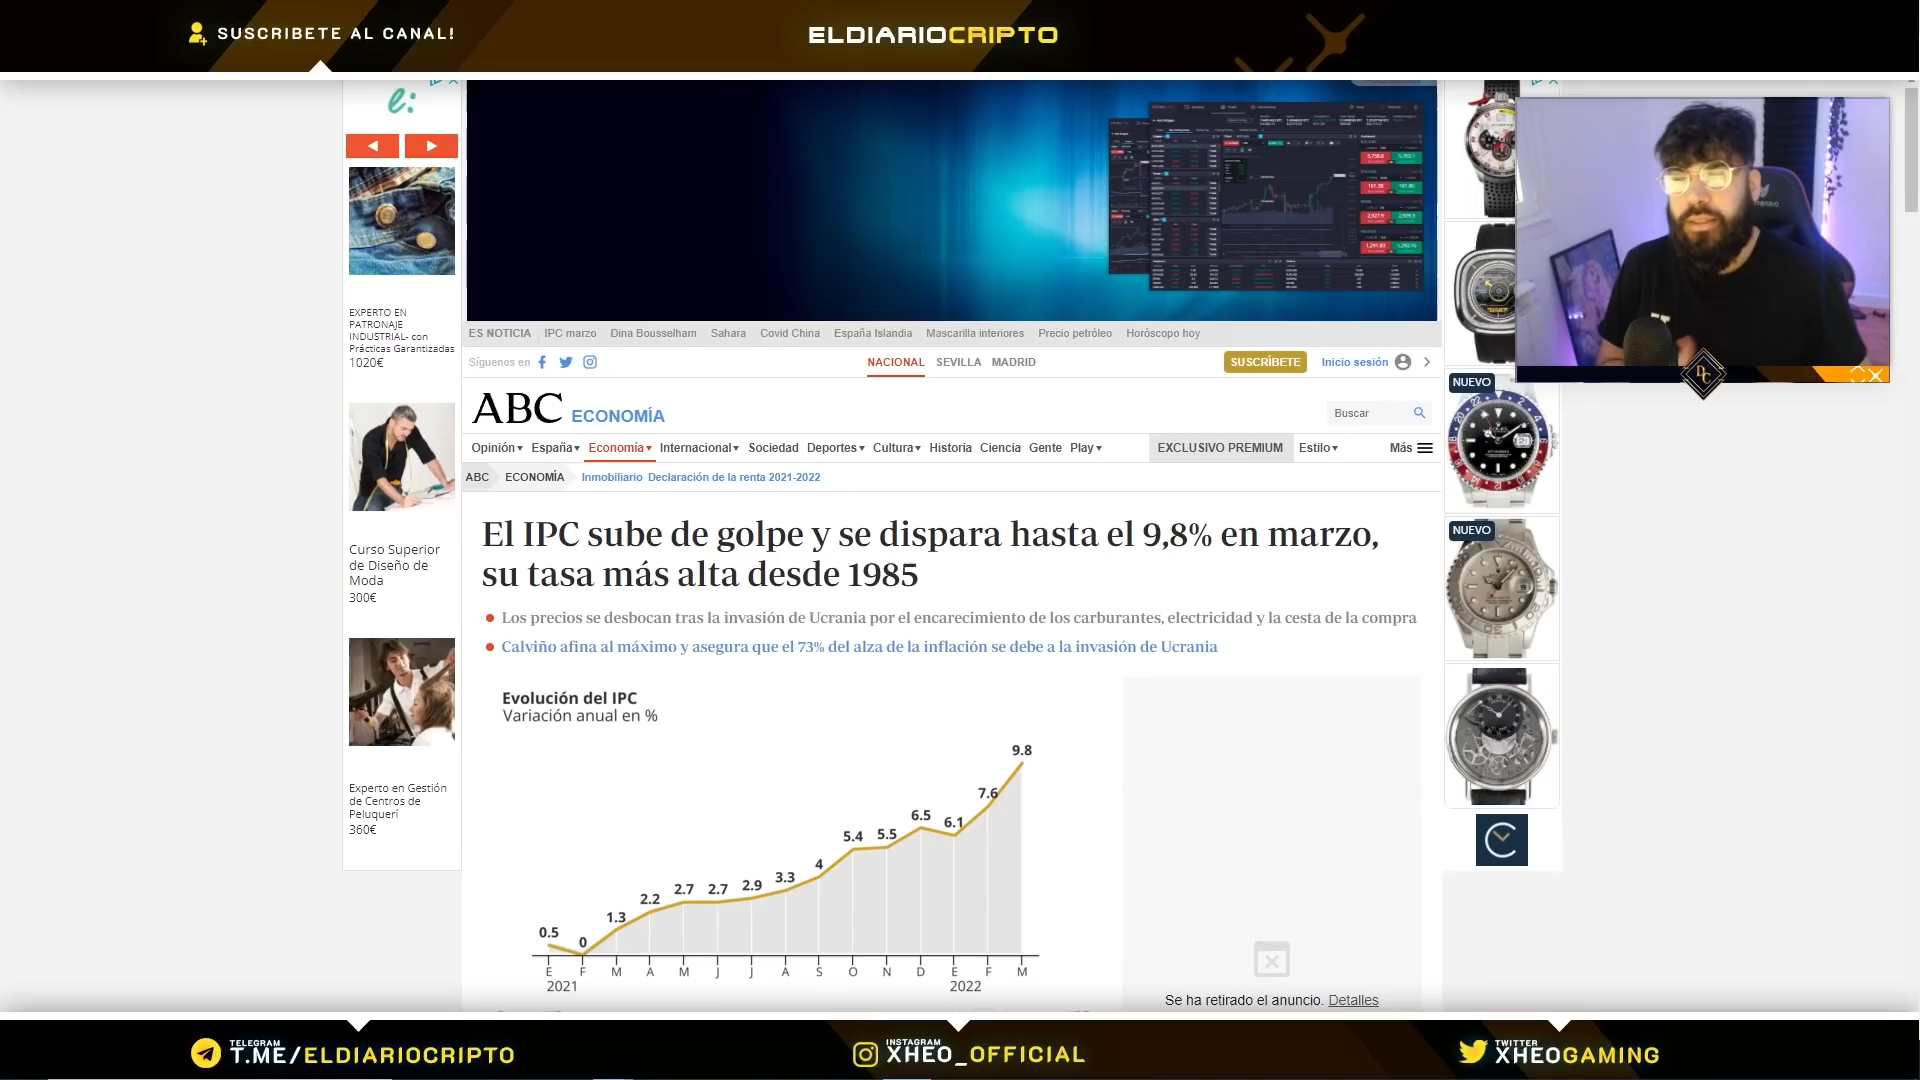 SUSCRIBETE AL CANAL!
ELDIARIOCRIPTO
e:
EXPERTO EN
PATRONAJE
INDUSTRIAL- con
Prácticas Garantizadas
1020€
Curso Superior
de Diseño de
Moda
300€
Experto en Gestión
de Centros de
Peluquerí
360€
ES NOTICIA IPC marzo Dina Bousselham Sahara Covid China España Islandia Mascarilla interiores Precio petróleo Horóscopo hoy
Síguenos en NACIONAL SEVILLA MADRID SUSCRÍBETE Inicio sesión
ABC ECONOMÍA Buscar
Opinión España Economía Internacional Sociedad Deportes Cultura Historia Ciencia Gente Play EXCLUSIVO PREMIUM Estilo Más
ABC ECONOMÍA Inmobiliario Declaración de la renta 2021-2022
El IPC sube de golpe y se dispara hasta el 9,8% en marzo,
su tasa más alta desde 1985
Los precios se desbocan tras la invasión de Ucrania por el encarecimiento de los carburantes, electricidad y la cesta de la compra
Calviño afina al máximo y asegura que el 73% del alza de la inflación se debe a la invasión de Ucrania
Evolución del IPC
Variación anual en %
0.5 0 1.3 2.2 2.7 2.7 2.9 3.3 4 5.4 5.5 6.5 6.1 7.6 9.8
E F M A M J J A S O N D E F M
2021 2022
Se ha retirado el anuncio. Detalles
NUEVO
NUEVO
DC
TELEGRAM
T.ME/ELDIARIOCRIPTO
INSTAGRAM
XHEO_OFFICIAL
TWITTER
XHEOGAMING